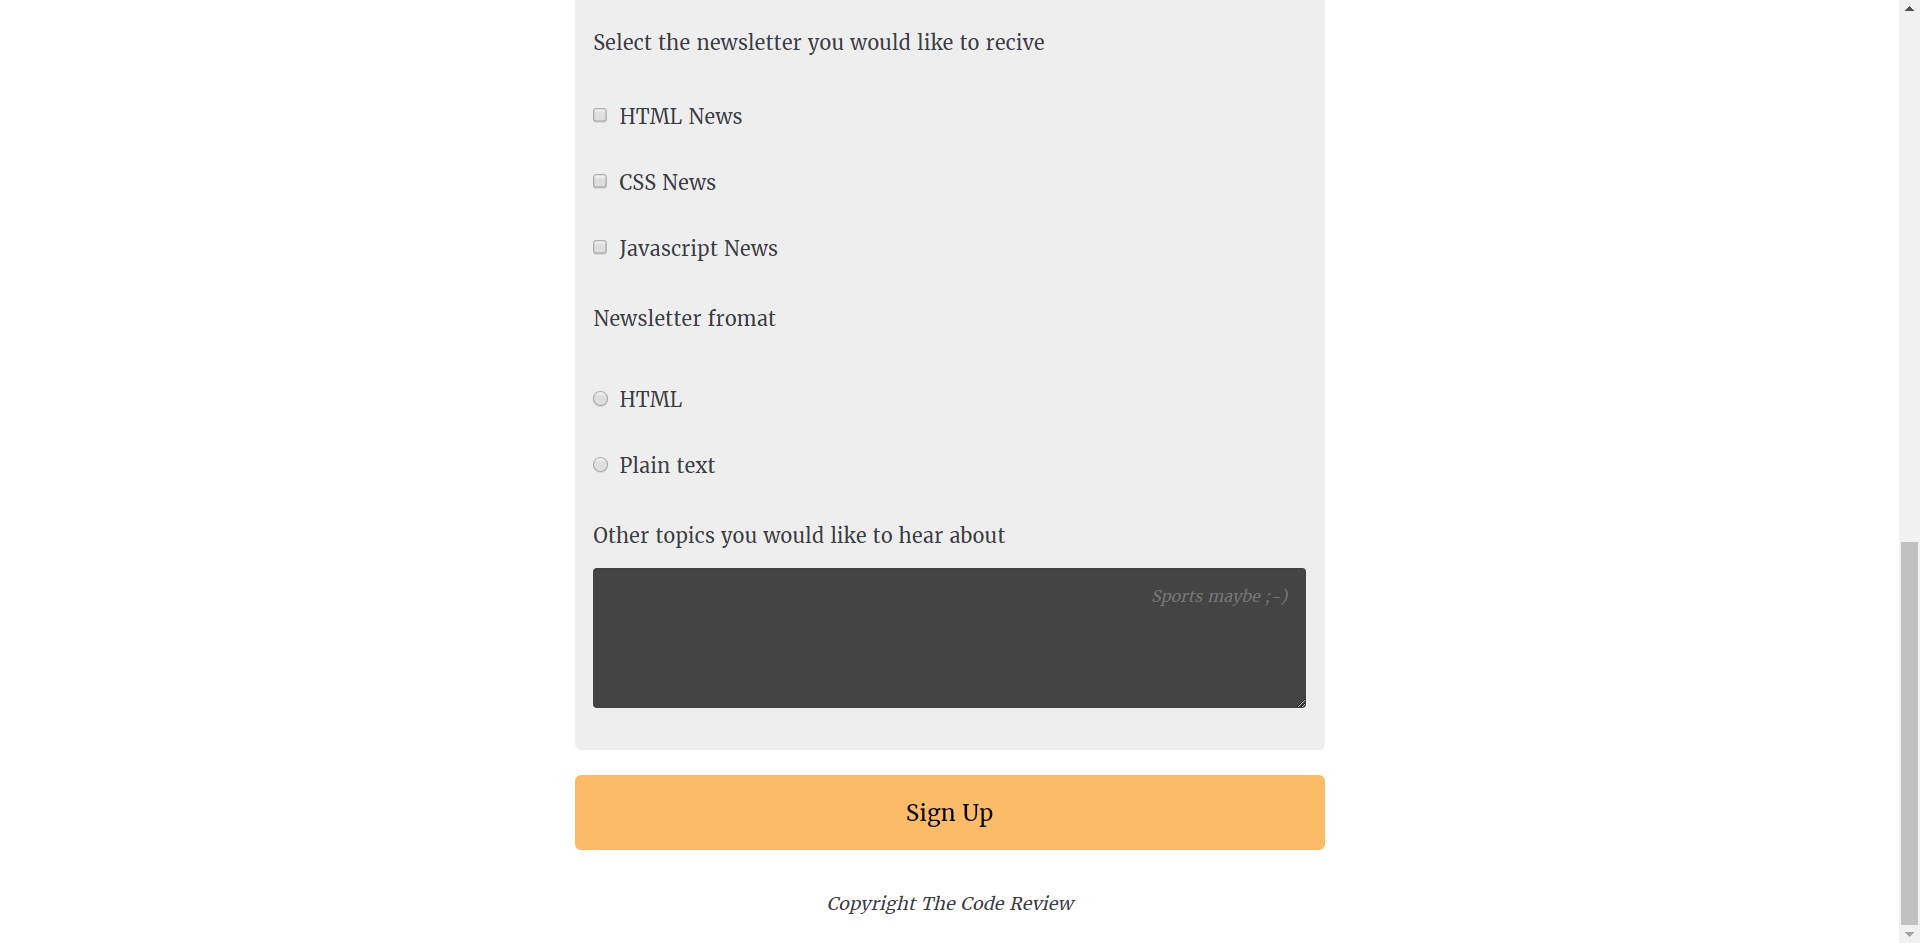 Select the newsletter you would like to recive
HTML News
CSS News
Javascript News
Newsletter fromat
HTML
Plain text
Other topics you would like to hear about
Sports maybe ;-)
Sign Up
Copyright The Code Review